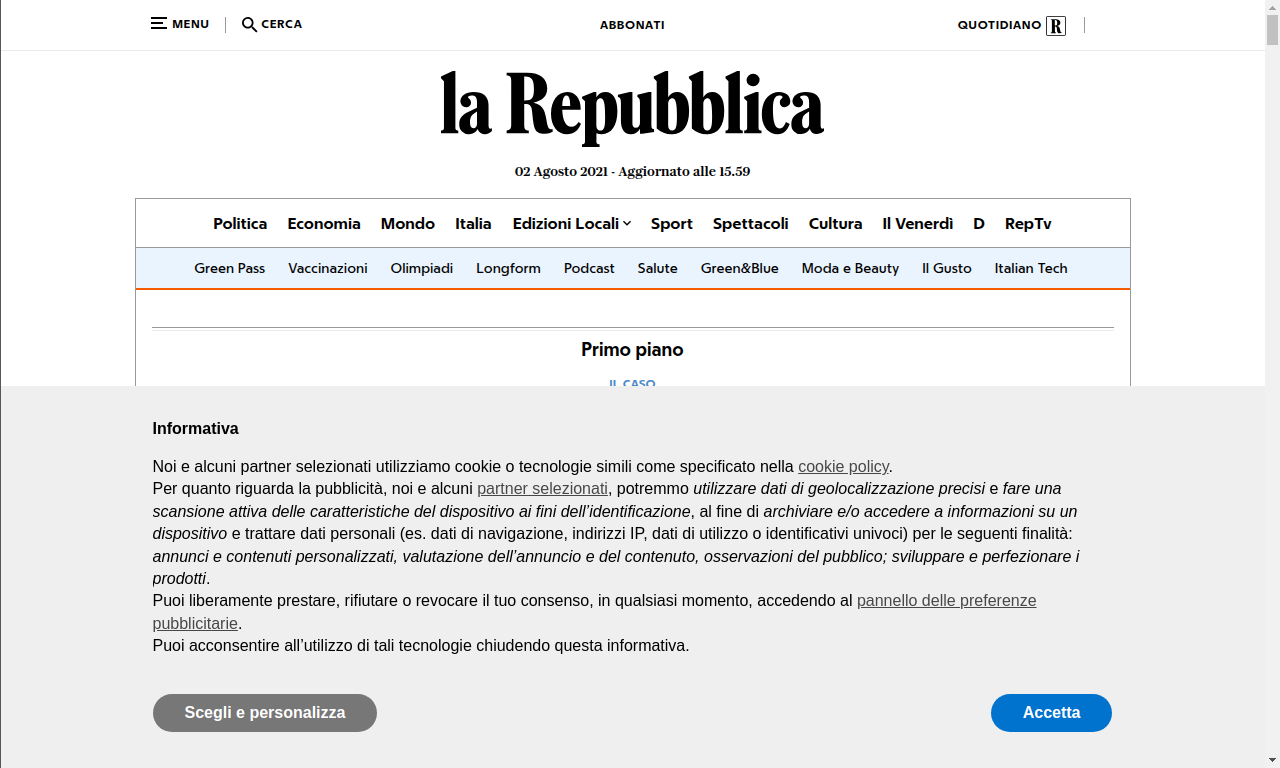 MENU CERCA ABBONATI QUOTIDIANO R
la Repubblica
02 Agosto 2021 - Aggiornato alle 15.59
Politica Economia Mondo Italia Edizioni Locali Sport Spettacoli Cultura Il Venerdì D RepTv
Green Pass Vaccinazioni Olimpiadi Longform Podcast Salute Green&Blue Moda e Beauty Il Gusto Italian Tech
Primo piano
IL CASO
Informativa
Noi e alcuni partner selezionati utilizziamo cookie o tecnologie simili come specificato nella cookie policy.
Per quanto riguarda la pubblicità, noi e alcuni partner selezionati, potremmo utilizzare dati di geolocalizzazione precisi e fare una
scansione attiva delle caratteristiche del dispositivo ai fini dell’identificazione, al fine di archiviare e/o accedere a informazioni su un
dispositivo e trattare dati personali (es. dati di navigazione, indirizzi IP, dati di utilizzo o identificativi univoci) per le seguenti finalità:
annunci e contenuti personalizzati, valutazione dell’annuncio e del contenuto, osservazioni del pubblico; sviluppare e perfezionare i
prodotti.
Puoi liberamente prestare, rifiutare o revocare il tuo consenso, in qualsiasi momento, accedendo al pannello delle preferenze
pubblicitarie.
Puoi acconsentire all’utilizzo di tali tecnologie chiudendo questa informativa.
Scegli e personalizza Accetta